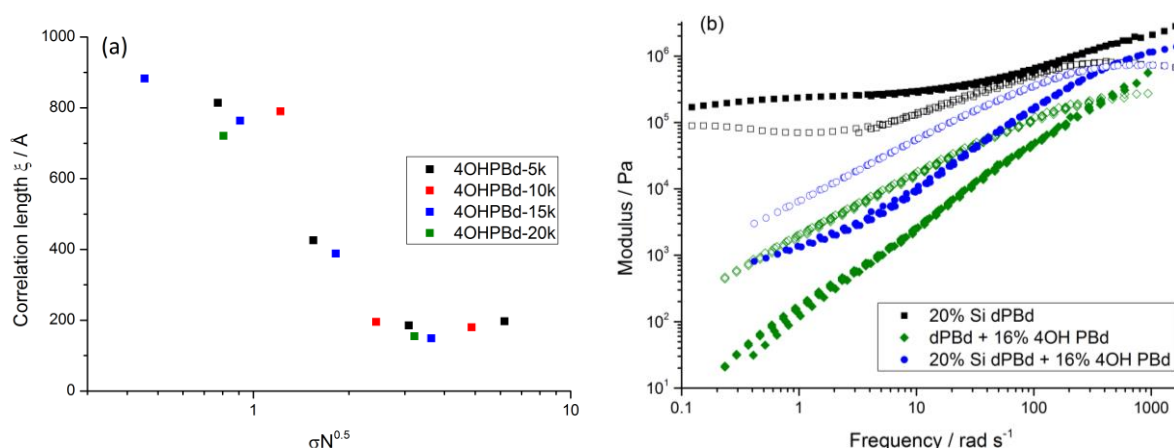 (a)
1000
800
600
400
200
0
Correlation length ξ / Å
1
10
σN^0.5
4OHPBd-5k
4OHPBd-10k
4OHPBd-15k
4OHPBd-20k
(b)
10^6
10^5
10^4
10^3
10^2
10^1
Modulus / Pa
0.1
1
10
100
1000
Frequency / rad s^-1
20% Si dPBd
dPBd + 16% 4OH PBd
20% Si dPBd + 16% 4OH PBd